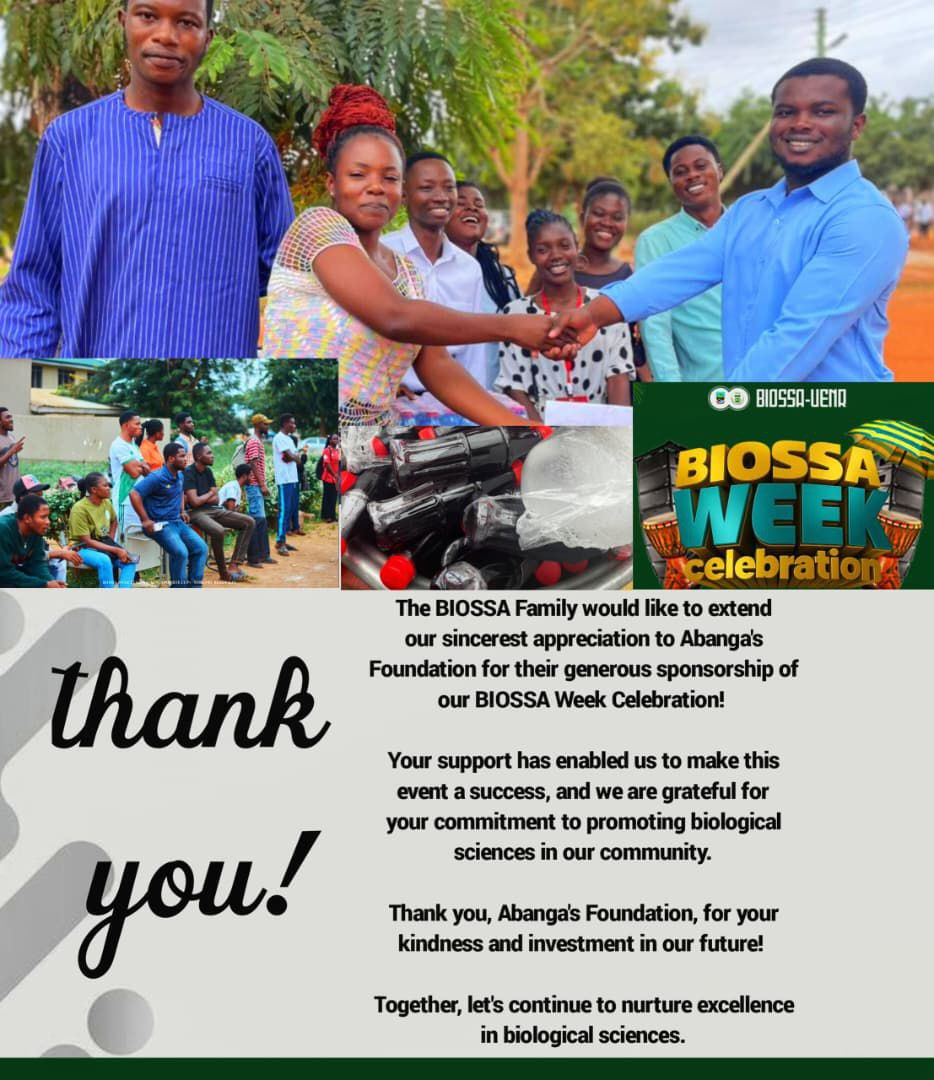 BIOSSA-UENR
BIOSSA
WEEK
celebration
thank
you!
The BIOSSA Family would like to extend
our sincerest appreciation to Abanga's
Foundation for their generous sponsorship of
our BIOSSA Week Celebration!
Your support has enabled us to make this
event a success, and we are grateful for
your commitment to promoting biological
sciences in our community.
Thank you, Abanga's Foundation, for your
kindness and investment in our future!
Together, let's continue to nurture excellence
in biological sciences.